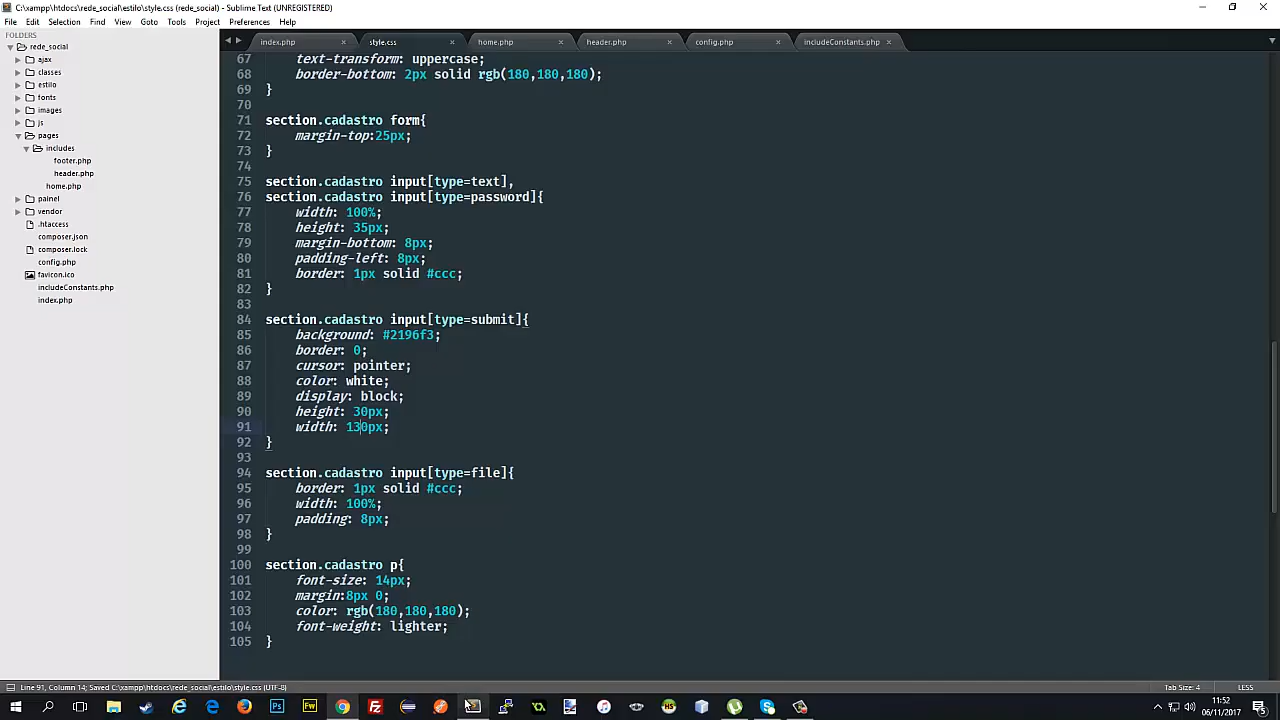 C:\xampp\htdocs\rede_social\estilo\style.css (rede_social) - Sublime Text (UNREGISTERED)
File Edit Selection Find View Goto Tools Project Preferences Help
FOLDERS
rede_social
ajax
classes
estilo
fonts
images
js
pages
includes
footer.php
header.php
home.php
painel
vendor
.htaccess
composer.json
composer.lock
config.php
favicon.ico
includeConstants.php
index.php
index.php × style.css × home.php × header.php × config.php × includeConstants.php ×
67 text-transform: uppercase;
68 border-bottom: 2px solid rgb(180,180,180);
69 }
70
71 section.cadastro form{
72 margin-top:25px;
73 }
74
75 section.cadastro input[type=text],
76 section.cadastro input[type=password]{
77 width: 100%;
78 height: 35px;
79 margin-bottom: 8px;
80 padding-left: 8px;
81 border: 1px solid #ccc;
82 }
83
84 section.cadastro input[type=submit]{
85 background: #2196f3;
86 border: 0;
87 cursor: pointer;
88 color: white;
89 display: block;
90 height: 30px;
91 width: 130px;
92 }
93
94 section.cadastro input[type=file]{
95 border: 1px solid #ccc;
96 width: 100%;
97 padding: 8px;
98 }
99
100 section.cadastro p{
101 font-size: 14px;
102 margin:8px 0;
103 color: rgb(180,180,180);
104 font-weight: lighter;
105 }
Line 91, Column 14; Saved C:\xampp\htdocs\rede_social\estilo\style.css (UTF-8) Tab Size: 4 LESS
11:52
06/11/2017